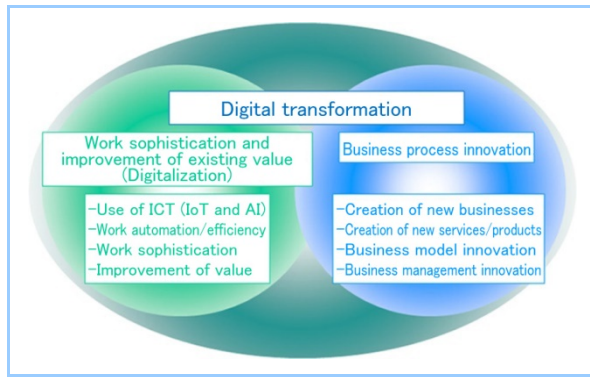 Digital transformation
Work sophistication and
improvement of existing value
(Digitalization)
-Use of ICT (IoT and AI)
-Work automation/efficiency
-Work sophistication
-Improvement of value
Business process innovation
-Creation of new businesses
-Creation of new services/products
-Business model innovation
-Business management innovation